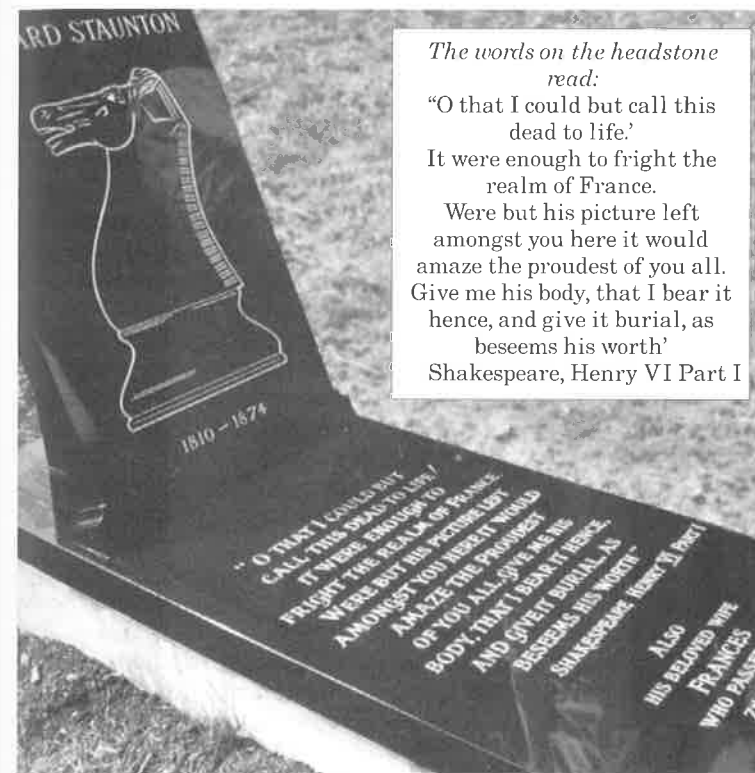 ARD STAUNTON
The words on the headstone
read:
“O that I could but call this
dead to life.’
It were enough to fright the
realm of France.
Were but his picture left
amongst you here it would
amaze the proudest of you all.
Give me his body, that I bear it
hence, and give it burial, as
beseems his worth’
Shakespeare, Henry VI Part I
1810 – 1874
“ O THAT I COULD BUT
CALL THIS DEAD TO LIFE!
IT WERE ENOUGH TO
FRIGHT THE REALM OF FRANCE.
WERE BUT HIS PICTURE LEFT
AMONGST YOU HERE IT WOULD
AMAZE THE PROUDEST
OF YOU ALL. GIVE ME HIS
BODY, THAT I BEAR IT HENCE,
AND GIVE IT BURIAL, AS
BESEEMS HIS WORTH”
SHAKESPEARE HENRY VI PART I
ALSO
HIS BELOVED WIFE
FRANCES
WHO PASSE